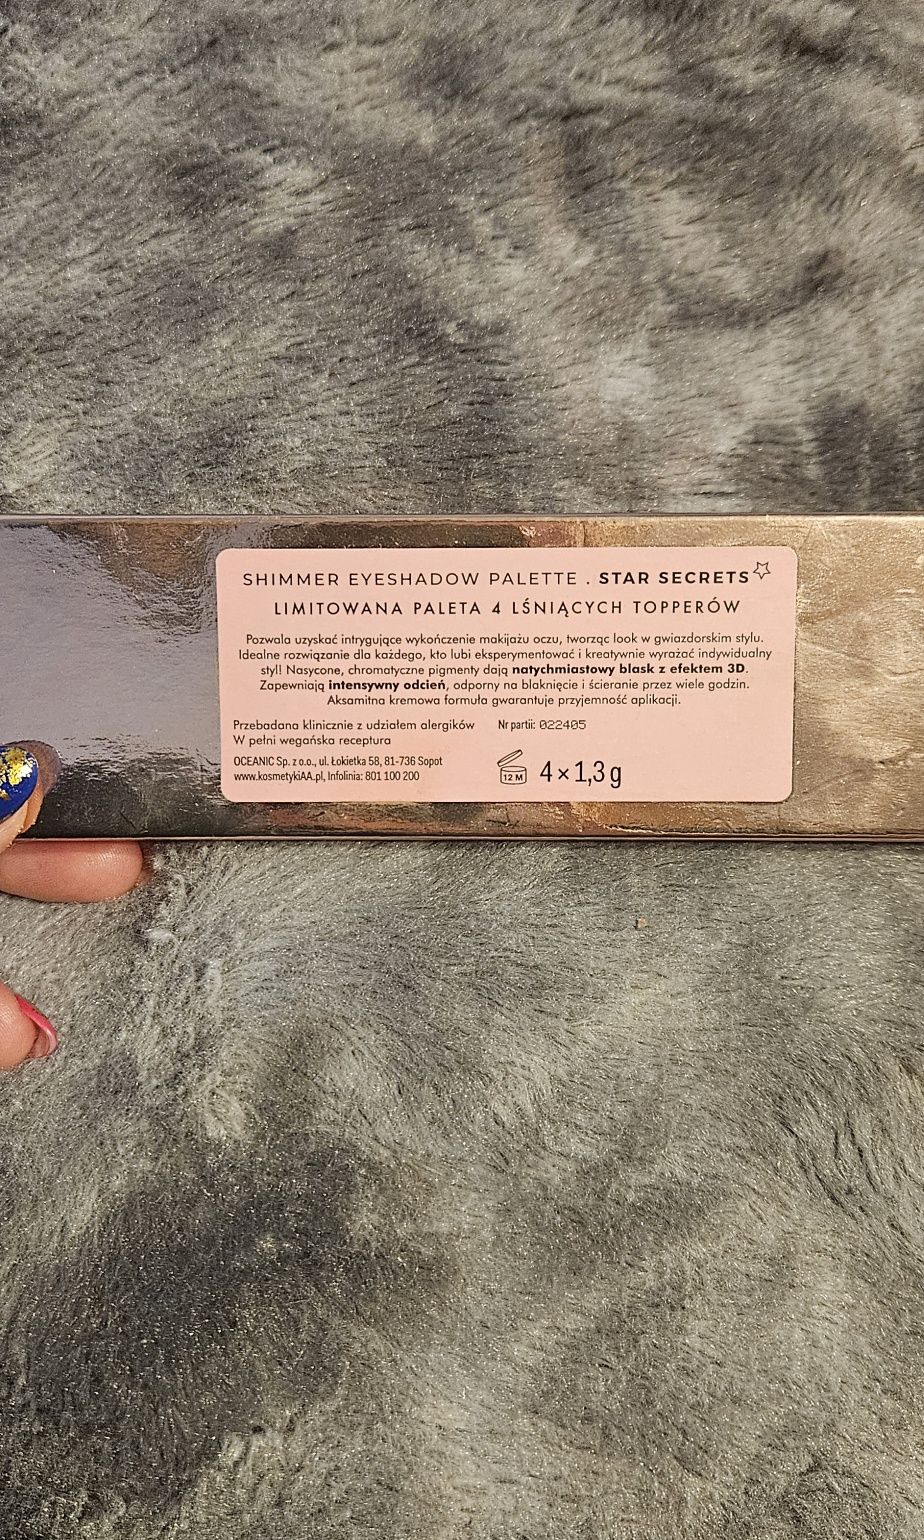 SHIMMER EYESHADOW PALETTE . STAR SECRETS
LIMITOWANA PALETA 4 LŚNIĄCYCH TOPPERÓW
Pozwala uzyskać intrygujące wykończenie makijażu oczu, tworząc look w gwiazdorskim stylu.
Idealne rozwiązanie dla każdego, kto lubi eksperymentować i kreatywnie wyrażać indywidualny
styl! Nasycone, chromatyczne pigmenty dają natychmiastowy blask z efektem 3D.
Zapewniają intensywny odcień, odporny na blaknięcie i ścieranie przez wiele godzin.
Aksamitna kremowa formuła gwarantuje przyjemność aplikacji.
Przebadana klinicznie z udziałem alergików
W pełni wegańska receptura
Nr partii: 022405
OCEANIC Sp. z o.o., ul. Łokietka 58, 81-736 Sopot
www.kosmetykiAA.pl, Infolinia: 801 100 200
12 M
4 x 1,3 g